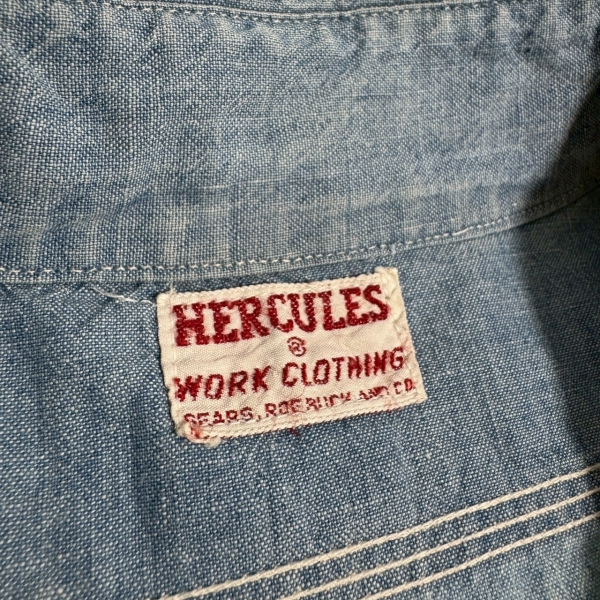 HERCULES
®
WORK CLOTHING
SEARS, ROEBUCK AND CO.